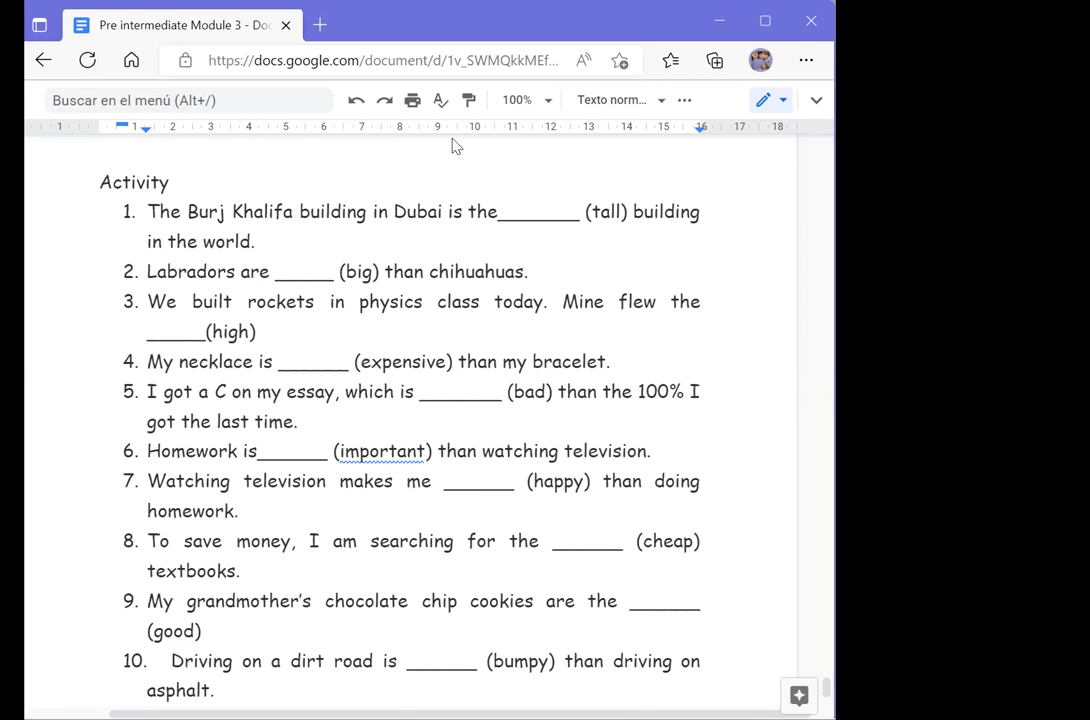 Pre intermediate Module 3 - Doc
https://docs.google.com/document/d/1v_SWMQkkMEf...
Buscar en el menú (Alt+/)
100%
Texto norm...
1 1 2 3 4 5 6 7 8 9 10 11 12 13 14 15 16 17 18
Activity
1. The Burj Khalifa building in Dubai is the________ (tall) building
in the world.
2. Labradors are ______ (big) than chihuahuas.
3. We built rockets in physics class today. Mine flew the
______(high)
4. My necklace is _______ (expensive) than my bracelet.
5. I got a C on my essay, which is ________ (bad) than the 100% I
got the last time.
6. Homework is_______ (important) than watching television.
7. Watching television makes me _______ (happy) than doing
homework.
8. To save money, I am searching for the _______ (cheap)
textbooks.
9. My grandmother's chocolate chip cookies are the _______
(good)
10. Driving on a dirt road is _______ (bumpy) than driving on
asphalt.